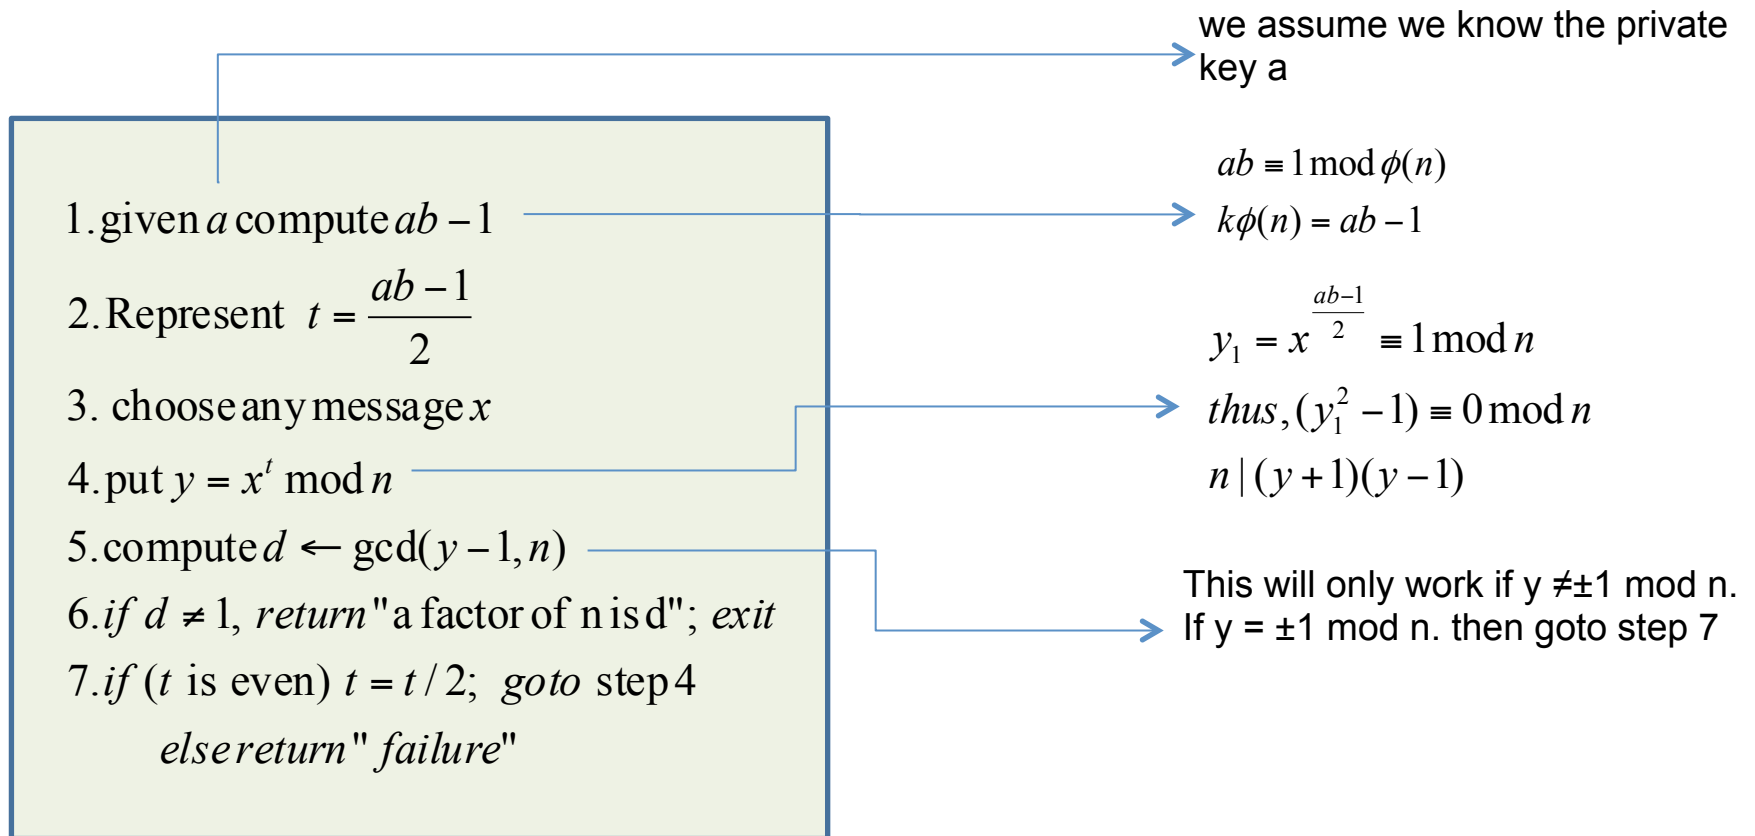 we assume we know the private
key a
1.given a compute ab − 1
2.Represent t = (ab − 1)/2
3. choose any message x
4.put y = x^t mod n
5.compute d ← gcd(y − 1, n)
6.if d ≠ 1, return "a factor of n is d"; exit
7.if (t is even) t = t / 2; goto step 4
else return " failure"
ab ≡ 1 mod ϕ(n)
kϕ(n) = ab − 1
y₁ = x^((ab−1)/2) ≡ 1 mod n
thus, (y₁² − 1) ≡ 0 mod n
n | (y + 1)(y − 1)
This will only work if y ≠±1 mod n.
If y = ±1 mod n. then goto step 7